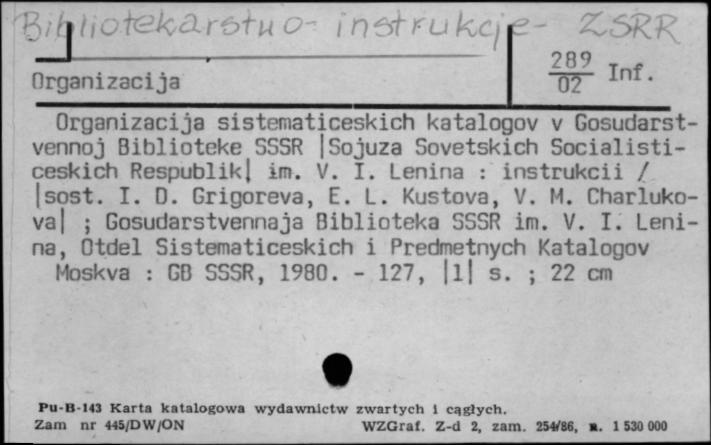 Bibliotekarstwo - instrukcje - ZSRR
289
02 Inf.
Organizacija
Organizacija sistematiceskich katalogov v Gosudarst-
vennoj Biblioteke SSSR |Sojuza Sovetskich Socialisti-
ceskich Respublik| im. V. I. Lenina : instrukcii /
|sost. I. D. Grigoreva, E. L. Kustova, V. M. Charluko-
va| ; Gosudarstvennaja Biblioteka SSSR im. V. I. Leni-
na, Otdel Sistematiceskich i Predmetnych Katalogov
Moskva : GB SSSR, 1980. - 127, |1| s. ; 22 cm
Pu-B-143 Karta katalogowa wydawnictw zwartych i cągłych.
Zam nr 445/DW/ON WZGraf. Z-d 2, zam. 254/86, n. 1 530 000